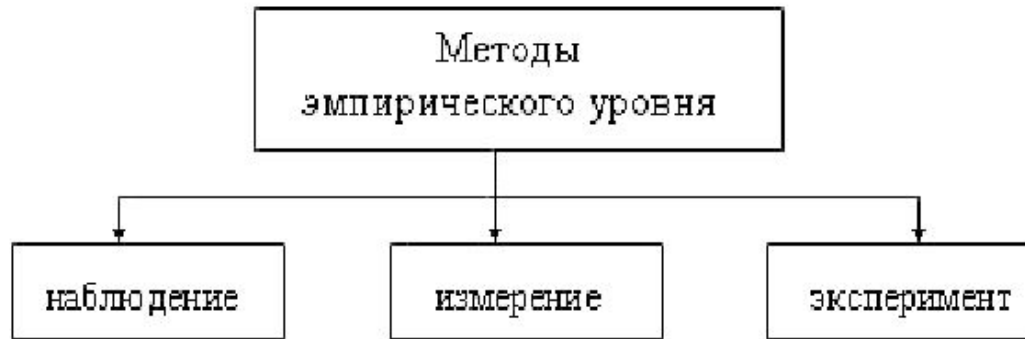 Методы
эмпирического уровня
наблюдение
измерение
эксперимент